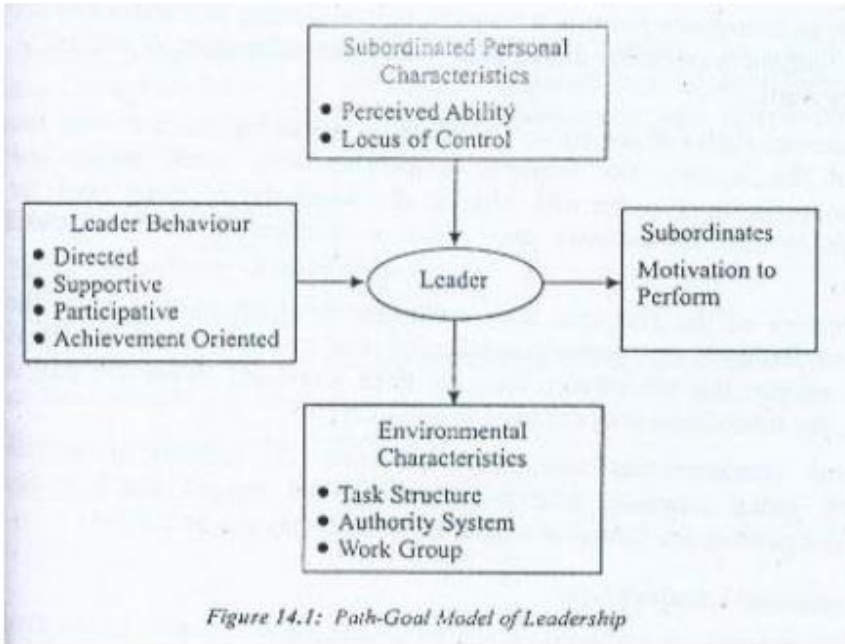 Subordinated Personal
Characteristics
• Perceived Ability
• Locus of Control
Leader Behaviour
• Directed
• Supportive
• Participative
• Achievement Oriented
Leader
Subordinates
Motivation to
Perform
Environmental
Characteristics
• Task Structure
• Authority System
• Work Group
Figure 14.1: Path-Goal Model of Leadership